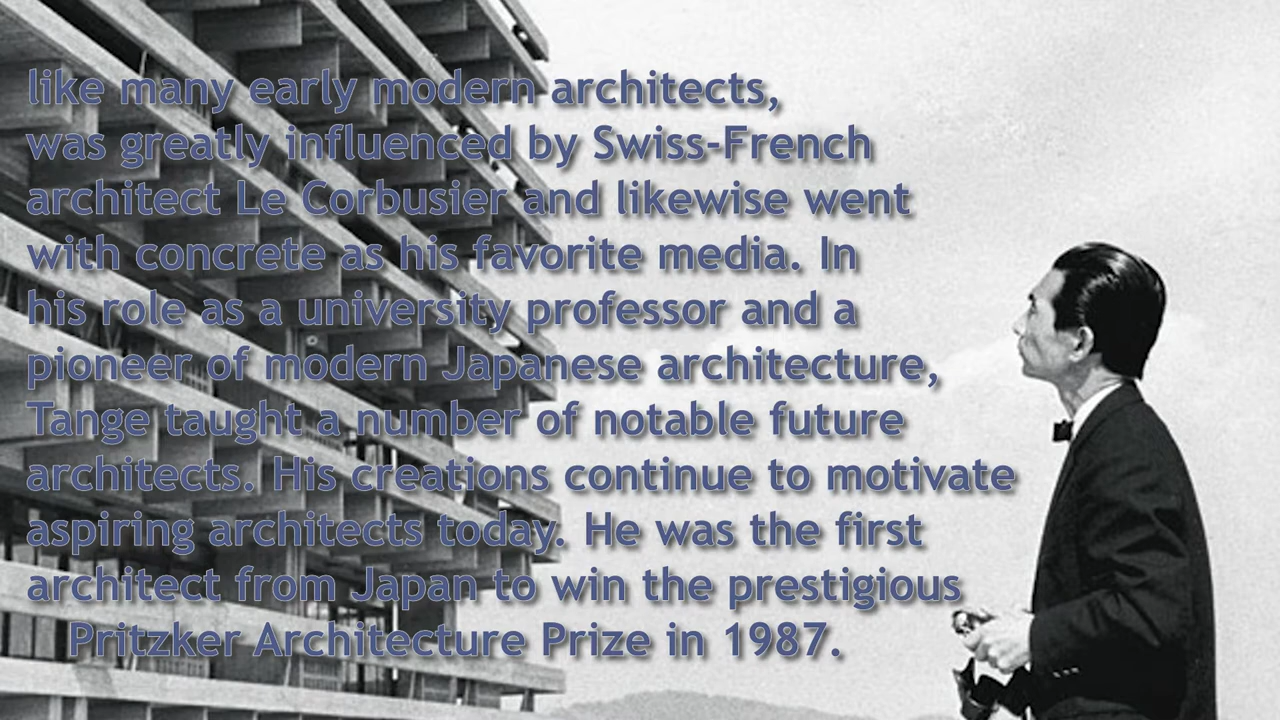 like many early modern architects,
was greatly influenced by Swiss-French
architect Le Corbusier and likewise went
with concrete as his favorite media. In
his role as a university professor and a
pioneer of modern Japanese architecture,
Tange taught a number of notable future
architects. His creations continue to motivate
aspiring architects today. He was the first
architect from Japan to win the prestigious
Pritzker Architecture Prize in 1987.